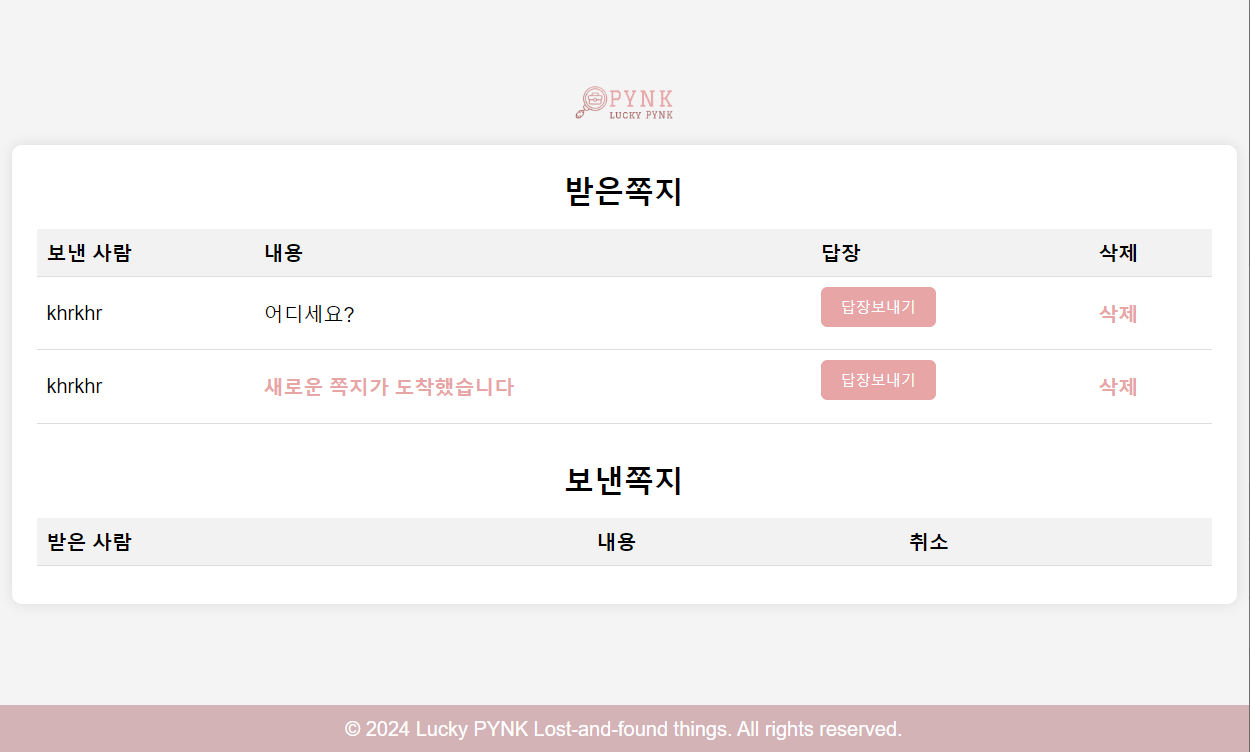 PYNK
LUCKY PYNK
받은쪽지
보낸 사람 내용 답장 삭제
khrkhr 어디세요? 답장보내기 삭제
khrkhr 새로운 쪽지가 도착했습니다 답장보내기 삭제
보낸쪽지
받은 사람 내용 취소
© 2024 Lucky PYNK Lost-and-found things. All rights reserved.